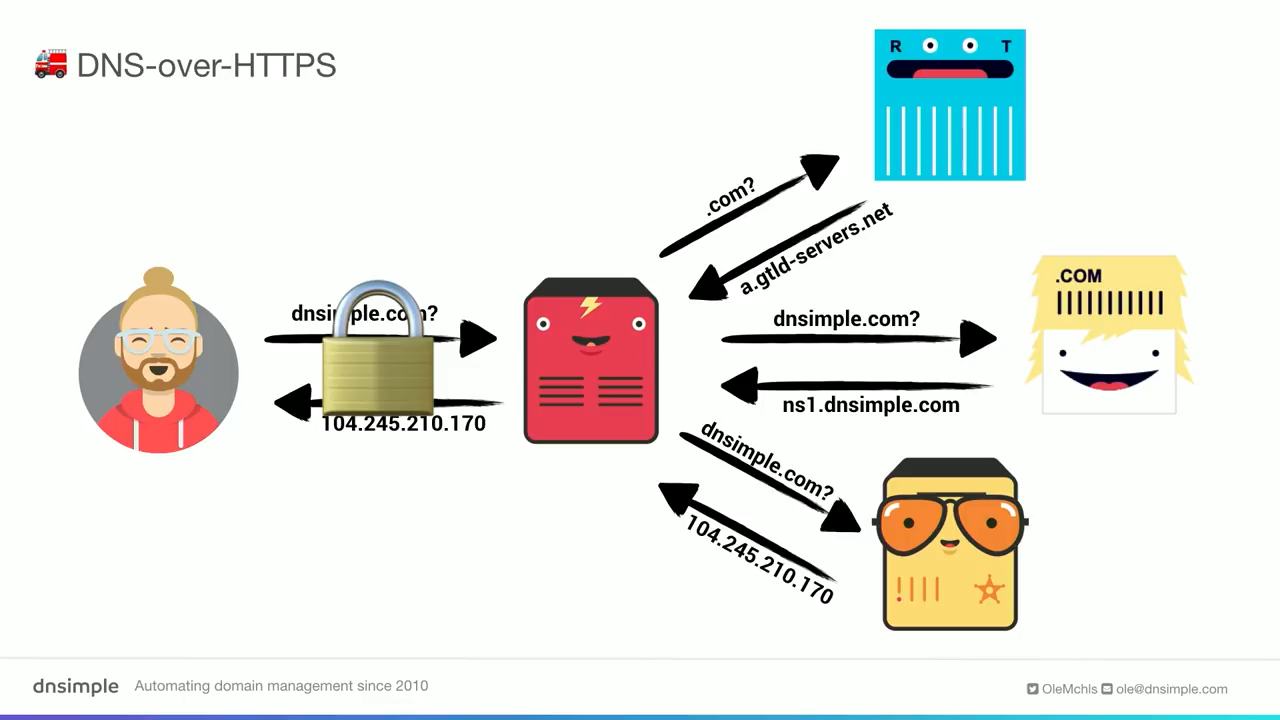 DNS-over-HTTPS
R T
.com?
a.gtld-servers.net
.COM
dnsimple.com?
dnsimple.com?
104.245.210.170
ns1.dnsimple.com
dnsimple.com?
104.245.210.170
dnsimple
Automating domain management since 2010
OleMchls
ole@dnsimple.com